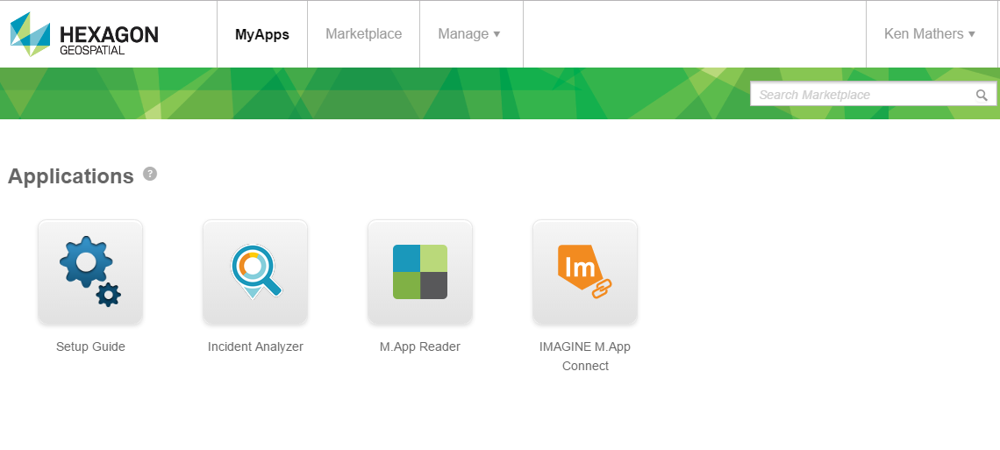 HEXAGON
GEOSPATIAL
MyApps
Marketplace
Manage
Ken Mathers
Search Marketplace
Applications ?
Im
Setup Guide
Incident Analyzer
M.App Reader
IMAGINE M.App
Connect